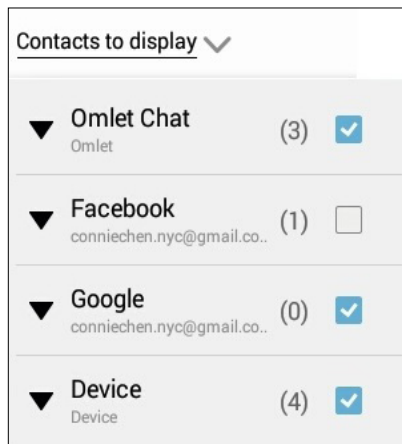 Contacts to display
Omlet Chat (3)
Omlet
Facebook (1)
conniechen.nyc@gmail.co..
Google (0)
conniechen.nyc@gmail.co..
Device (4)
Device